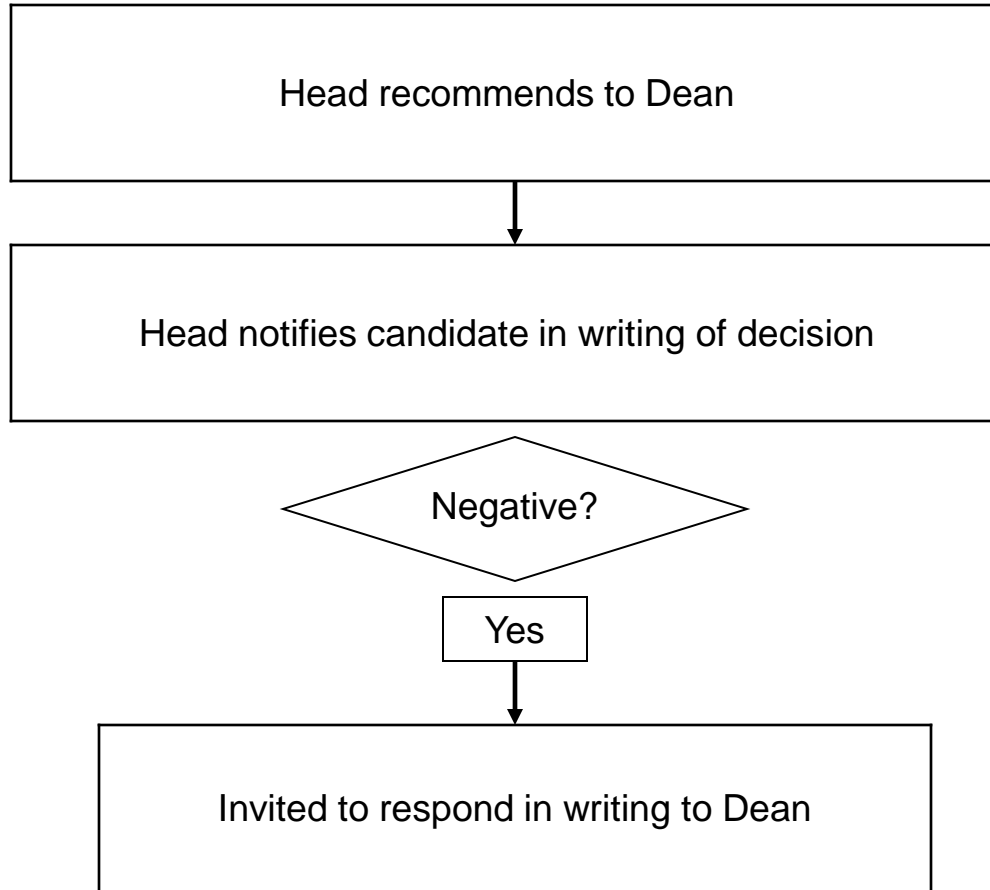 Head recommends to Dean
Head notifies candidate in writing of decision
Negative?
Yes
Invited to respond in writing to Dean